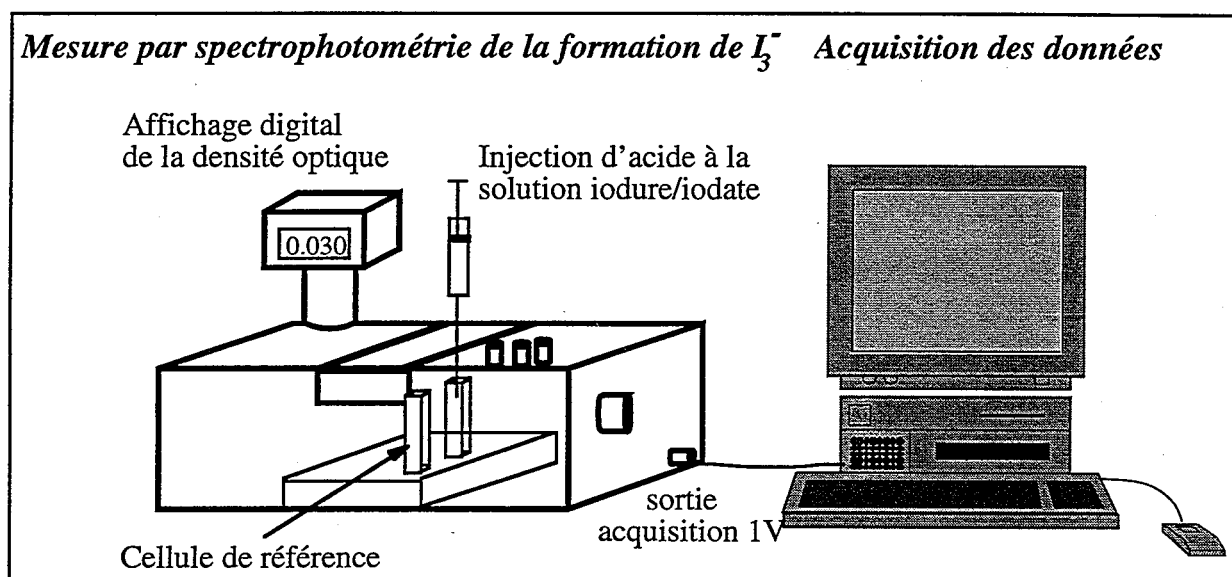 Mesure par spectrophotométrie de la formation de I₃⁻ Acquisition des données
Affichage digital
de la densité optique
Injection d'acide à la
solution iodure/iodate
0.030
sortie
acquisition 1V
Cellule de référence